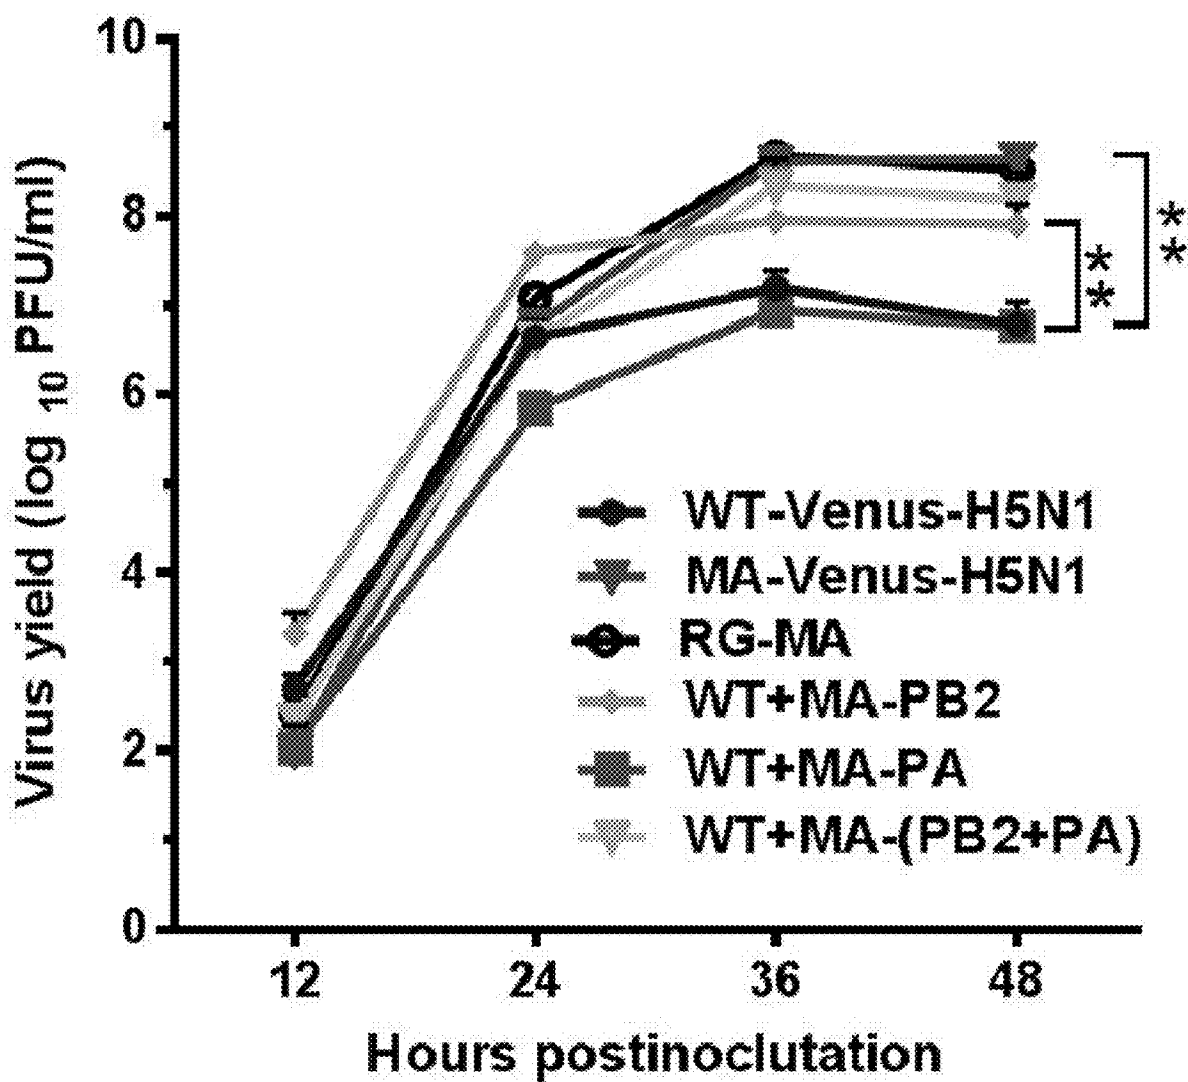 Virus yield (log 10 PFU/ml)
10
8
6
4
2
0
**
**
WT-Venus-H5N1
MA-Venus-H5N1
RG-MA
WT+MA-PB2
WT+MA-PA
WT+MA-(PB2+PA)
12 24 36 48
Hours postinoclutation